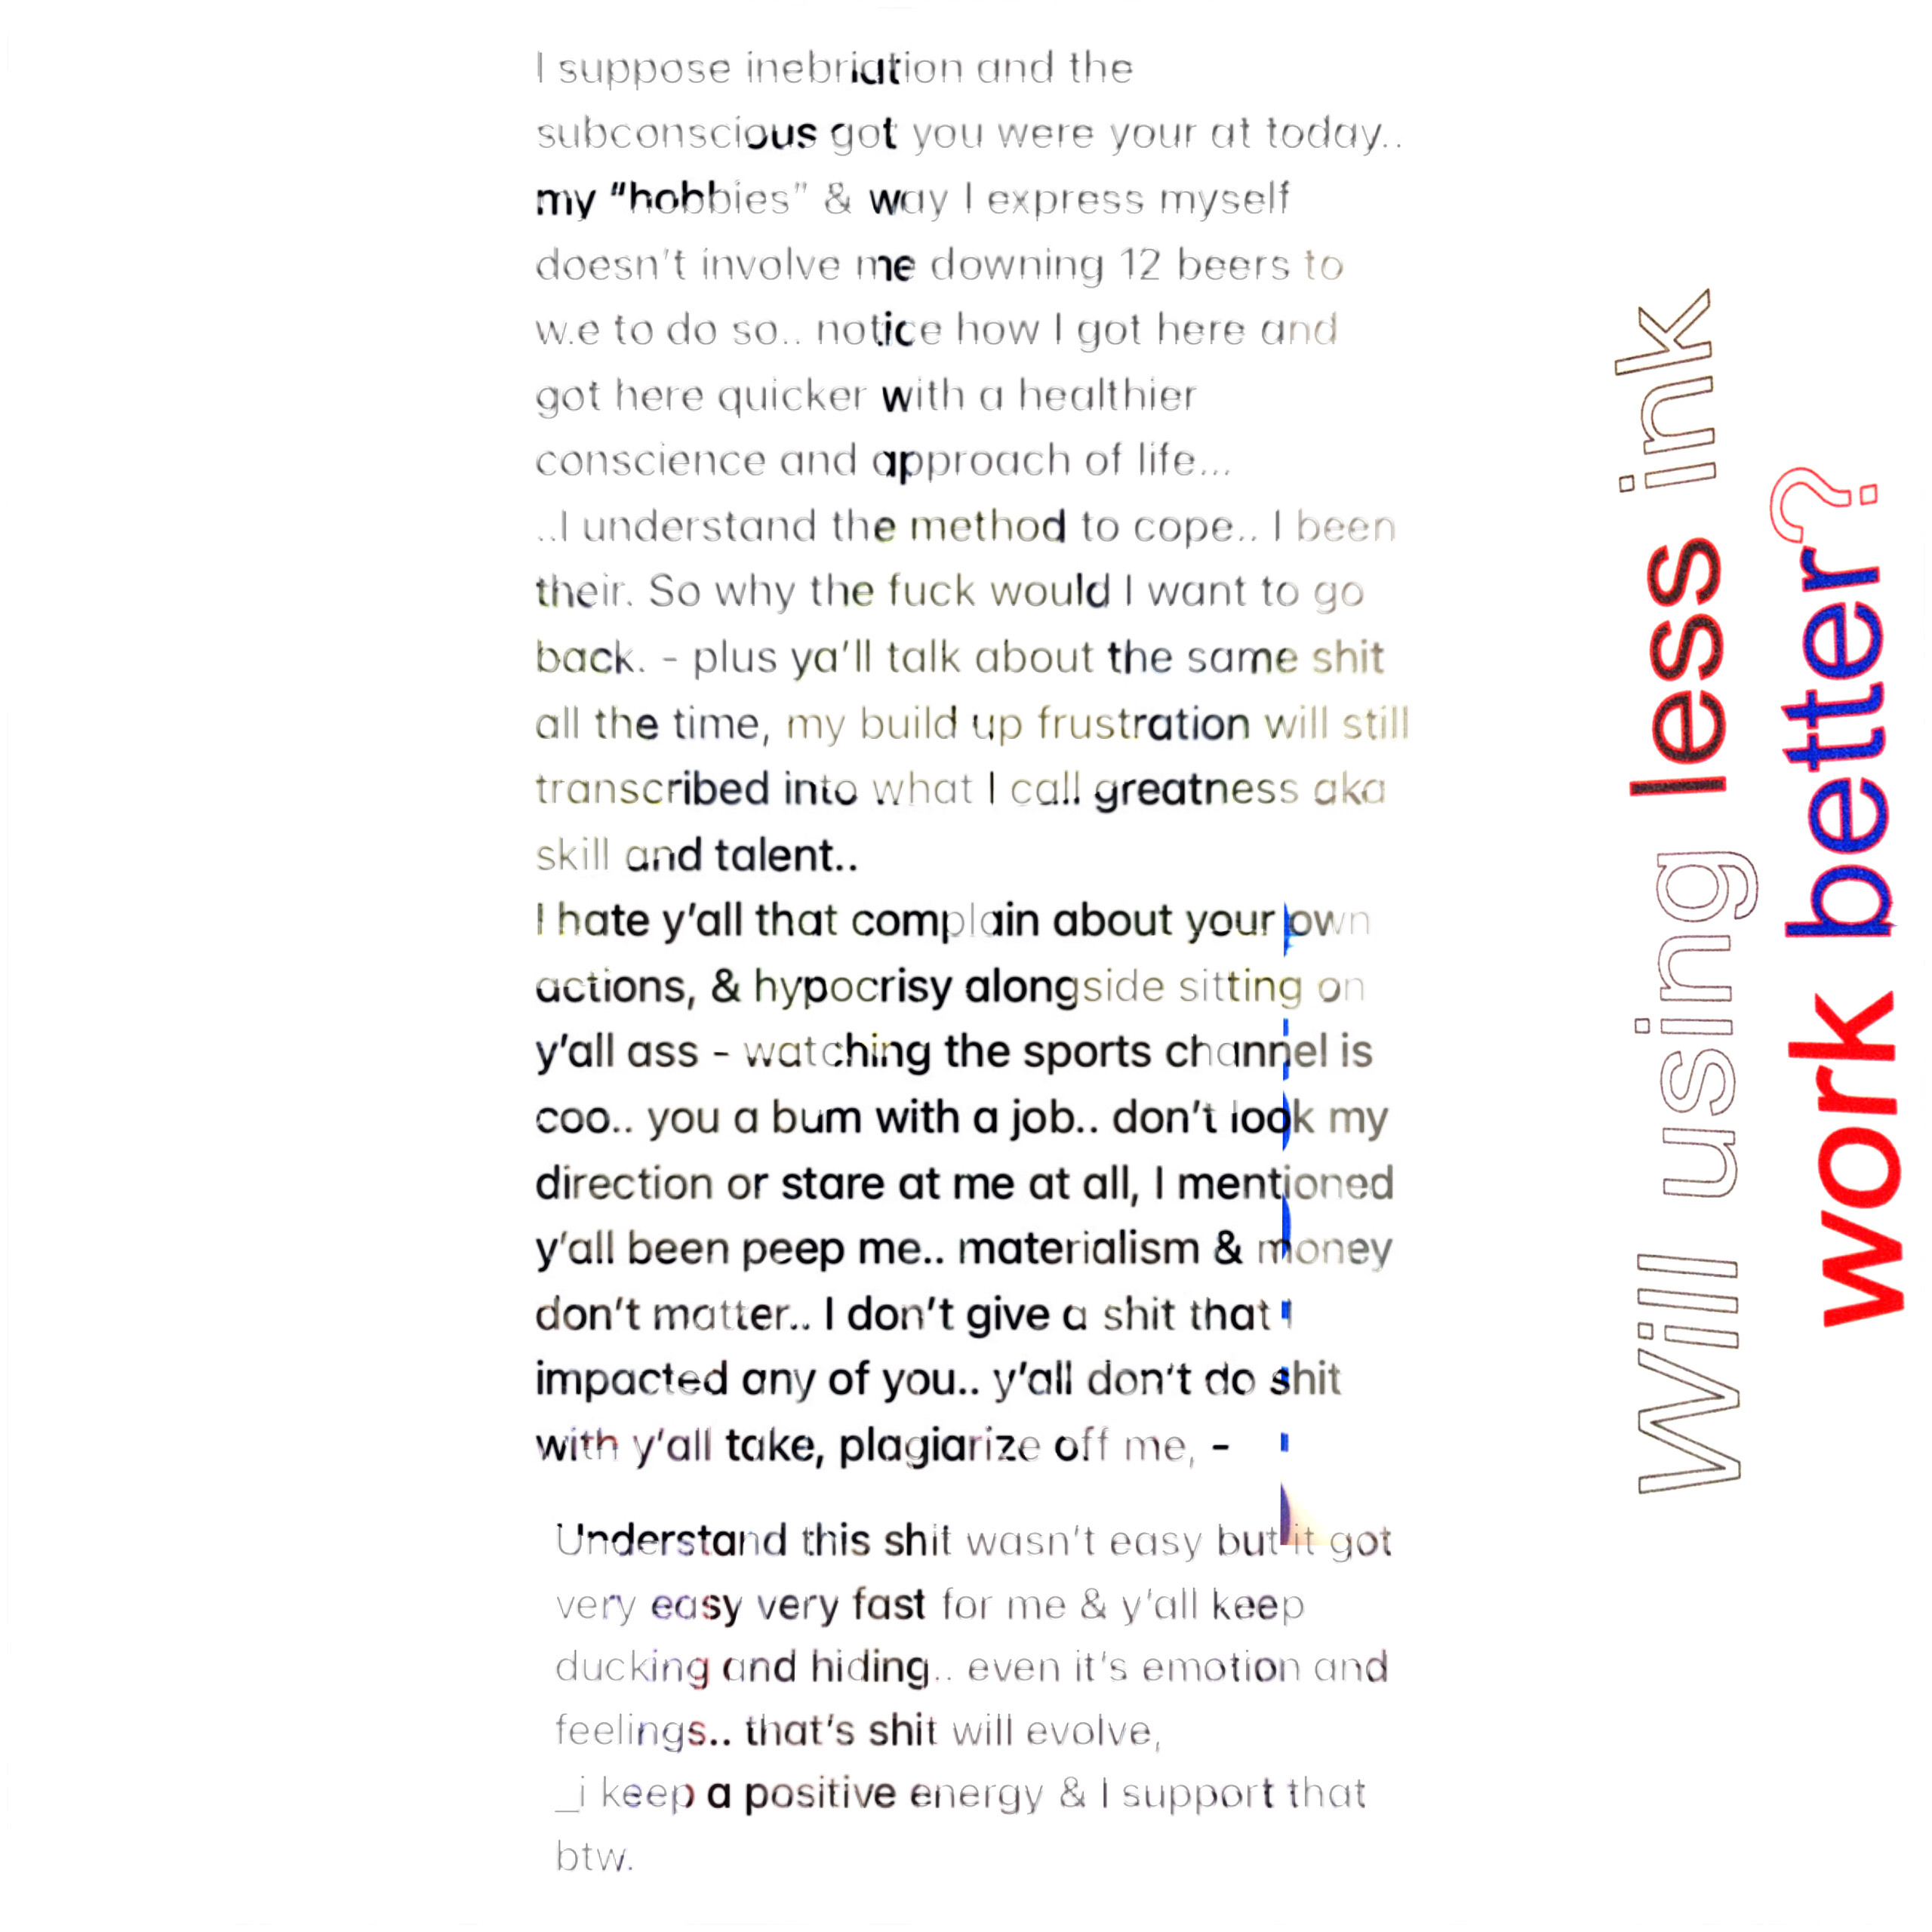 I suppose inebriation and the
subconscious got you were your at today..
my “hobbies” & way I express myself
doesn't involve me downing 12 beers to
w.e to do so.. notice how I got here and
got here quicker with a healthier
conscience and approach of life...
..I understand the method to cope.. I been
their. So why the fuck would I want to go
back. - plus ya'll talk about the same shit
all the time, my build up frustration will still
transcribed into what I call greatness aka
skill and talent..
I hate y'all that complain about your own
actions, & hypocrisy alongside sitting on
y'all ass - watching the sports channel is
coo.. you a bum with a job.. don't look my
direction or stare at me at all, I mentioned
y'all been peep me.. materialism & money
don't matter.. I don't give a shit that I
impacted any of you.. y'all don't do shit
with y'all take, plagiarize off me, -
Understand this shit wasn't easy but it got
very easy very fast for me & y'all keep
ducking and hiding.. even it's emotion and
feelings.. that's shit will evolve,
_i keep a positive energy & I support that
btw.
Will using less ink
work better?